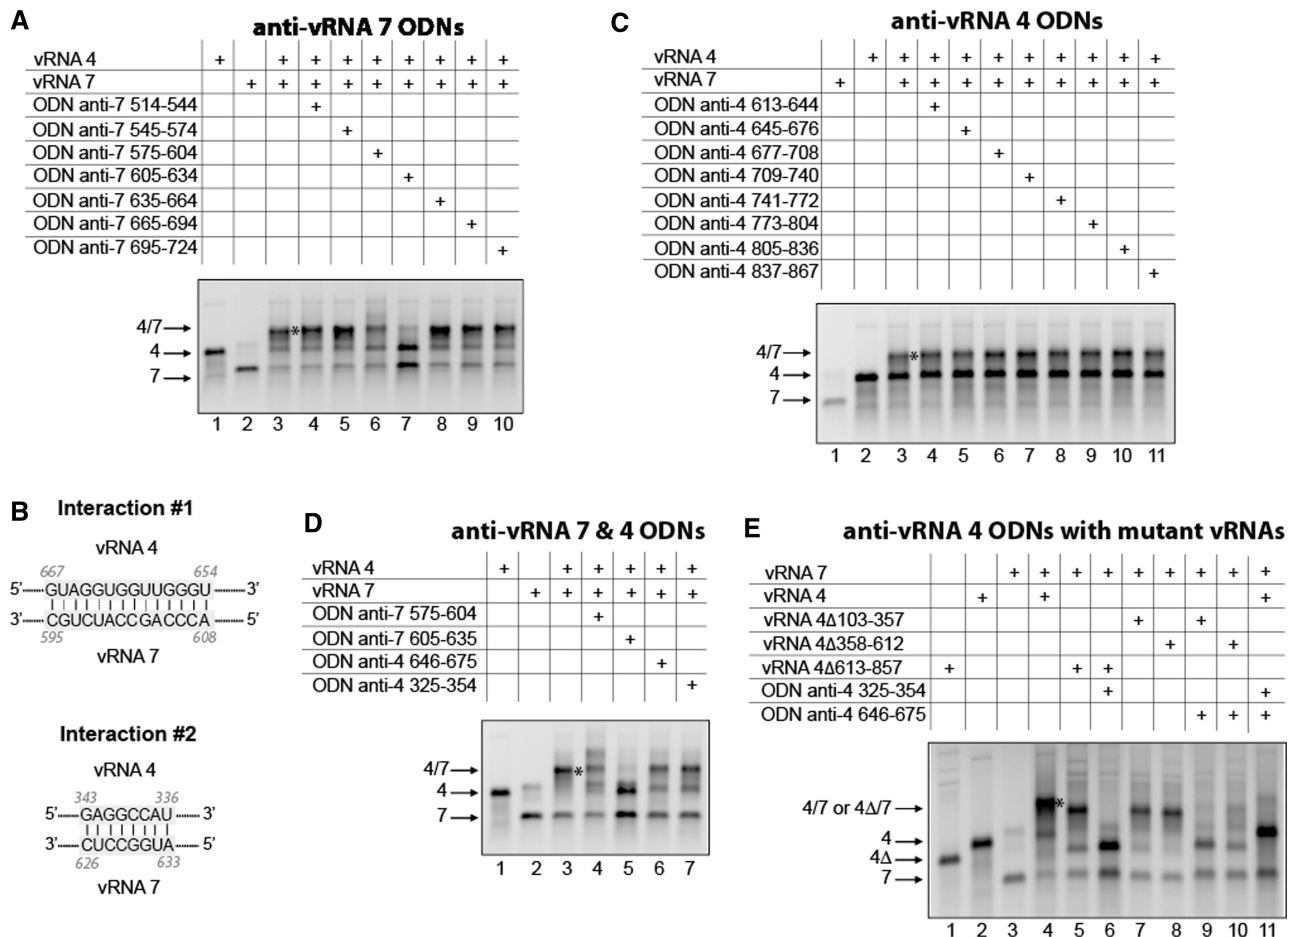 A
anti-vRNA 7 ODNs
vRNA 4 + + + + + + + + +
vRNA 7 + + + + + + + + +
ODN anti-7 514-544 +
ODN anti-7 545-574 +
ODN anti-7 575-604 +
ODN anti-7 605-634 +
ODN anti-7 635-664 +
ODN anti-7 665-694 +
ODN anti-7 695-724 +
4/7
*
4
7
1 2 3 4 5 6 7 8 9 10
C
anti-vRNA 4 ODNs
vRNA 4 + + + + + + + + + +
vRNA 7 + + + + + + + + + +
ODN anti-4 613-644 +
ODN anti-4 645-676 +
ODN anti-4 677-708 +
ODN anti-4 709-740 +
ODN anti-4 741-772 +
ODN anti-4 773-804 +
ODN anti-4 805-836 +
ODN anti-4 837-867 +
4/7
*
4
7
1 2 3 4 5 6 7 8 9 10 11
B
Interaction #1
vRNA 4
667 654
5' GUAGGUGGUUGGGU 3'
3' CGUCUACCGACCCA 5'
595 608
vRNA 7
Interaction #2
vRNA 4
343 336
5' GAGGCCAU 3'
3' CUCCGGUA 5'
626 633
vRNA 7
D
anti-vRNA 7 & 4 ODNs
vRNA 4 + + + + + +
vRNA 7 + + + + + +
ODN anti-7 575-604 +
ODN anti-7 605-635 +
ODN anti-4 646-675 +
ODN anti-4 325-354 +
4/7
*
4
7
1 2 3 4 5 6 7
E
anti-vRNA 4 ODNs with mutant vRNAs
vRNA 7 + + + + + + + + +
vRNA 4 + + +
vRNA 4Δ103-357 + +
vRNA 4Δ358-612 + +
vRNA 4Δ613-857 + + +
ODN anti-4 325-354 + +
ODN anti-4 646-675 + + +
4/7 or 4Δ/7
*
4
4Δ
7
1 2 3 4 5 6 7 8 9 10 11